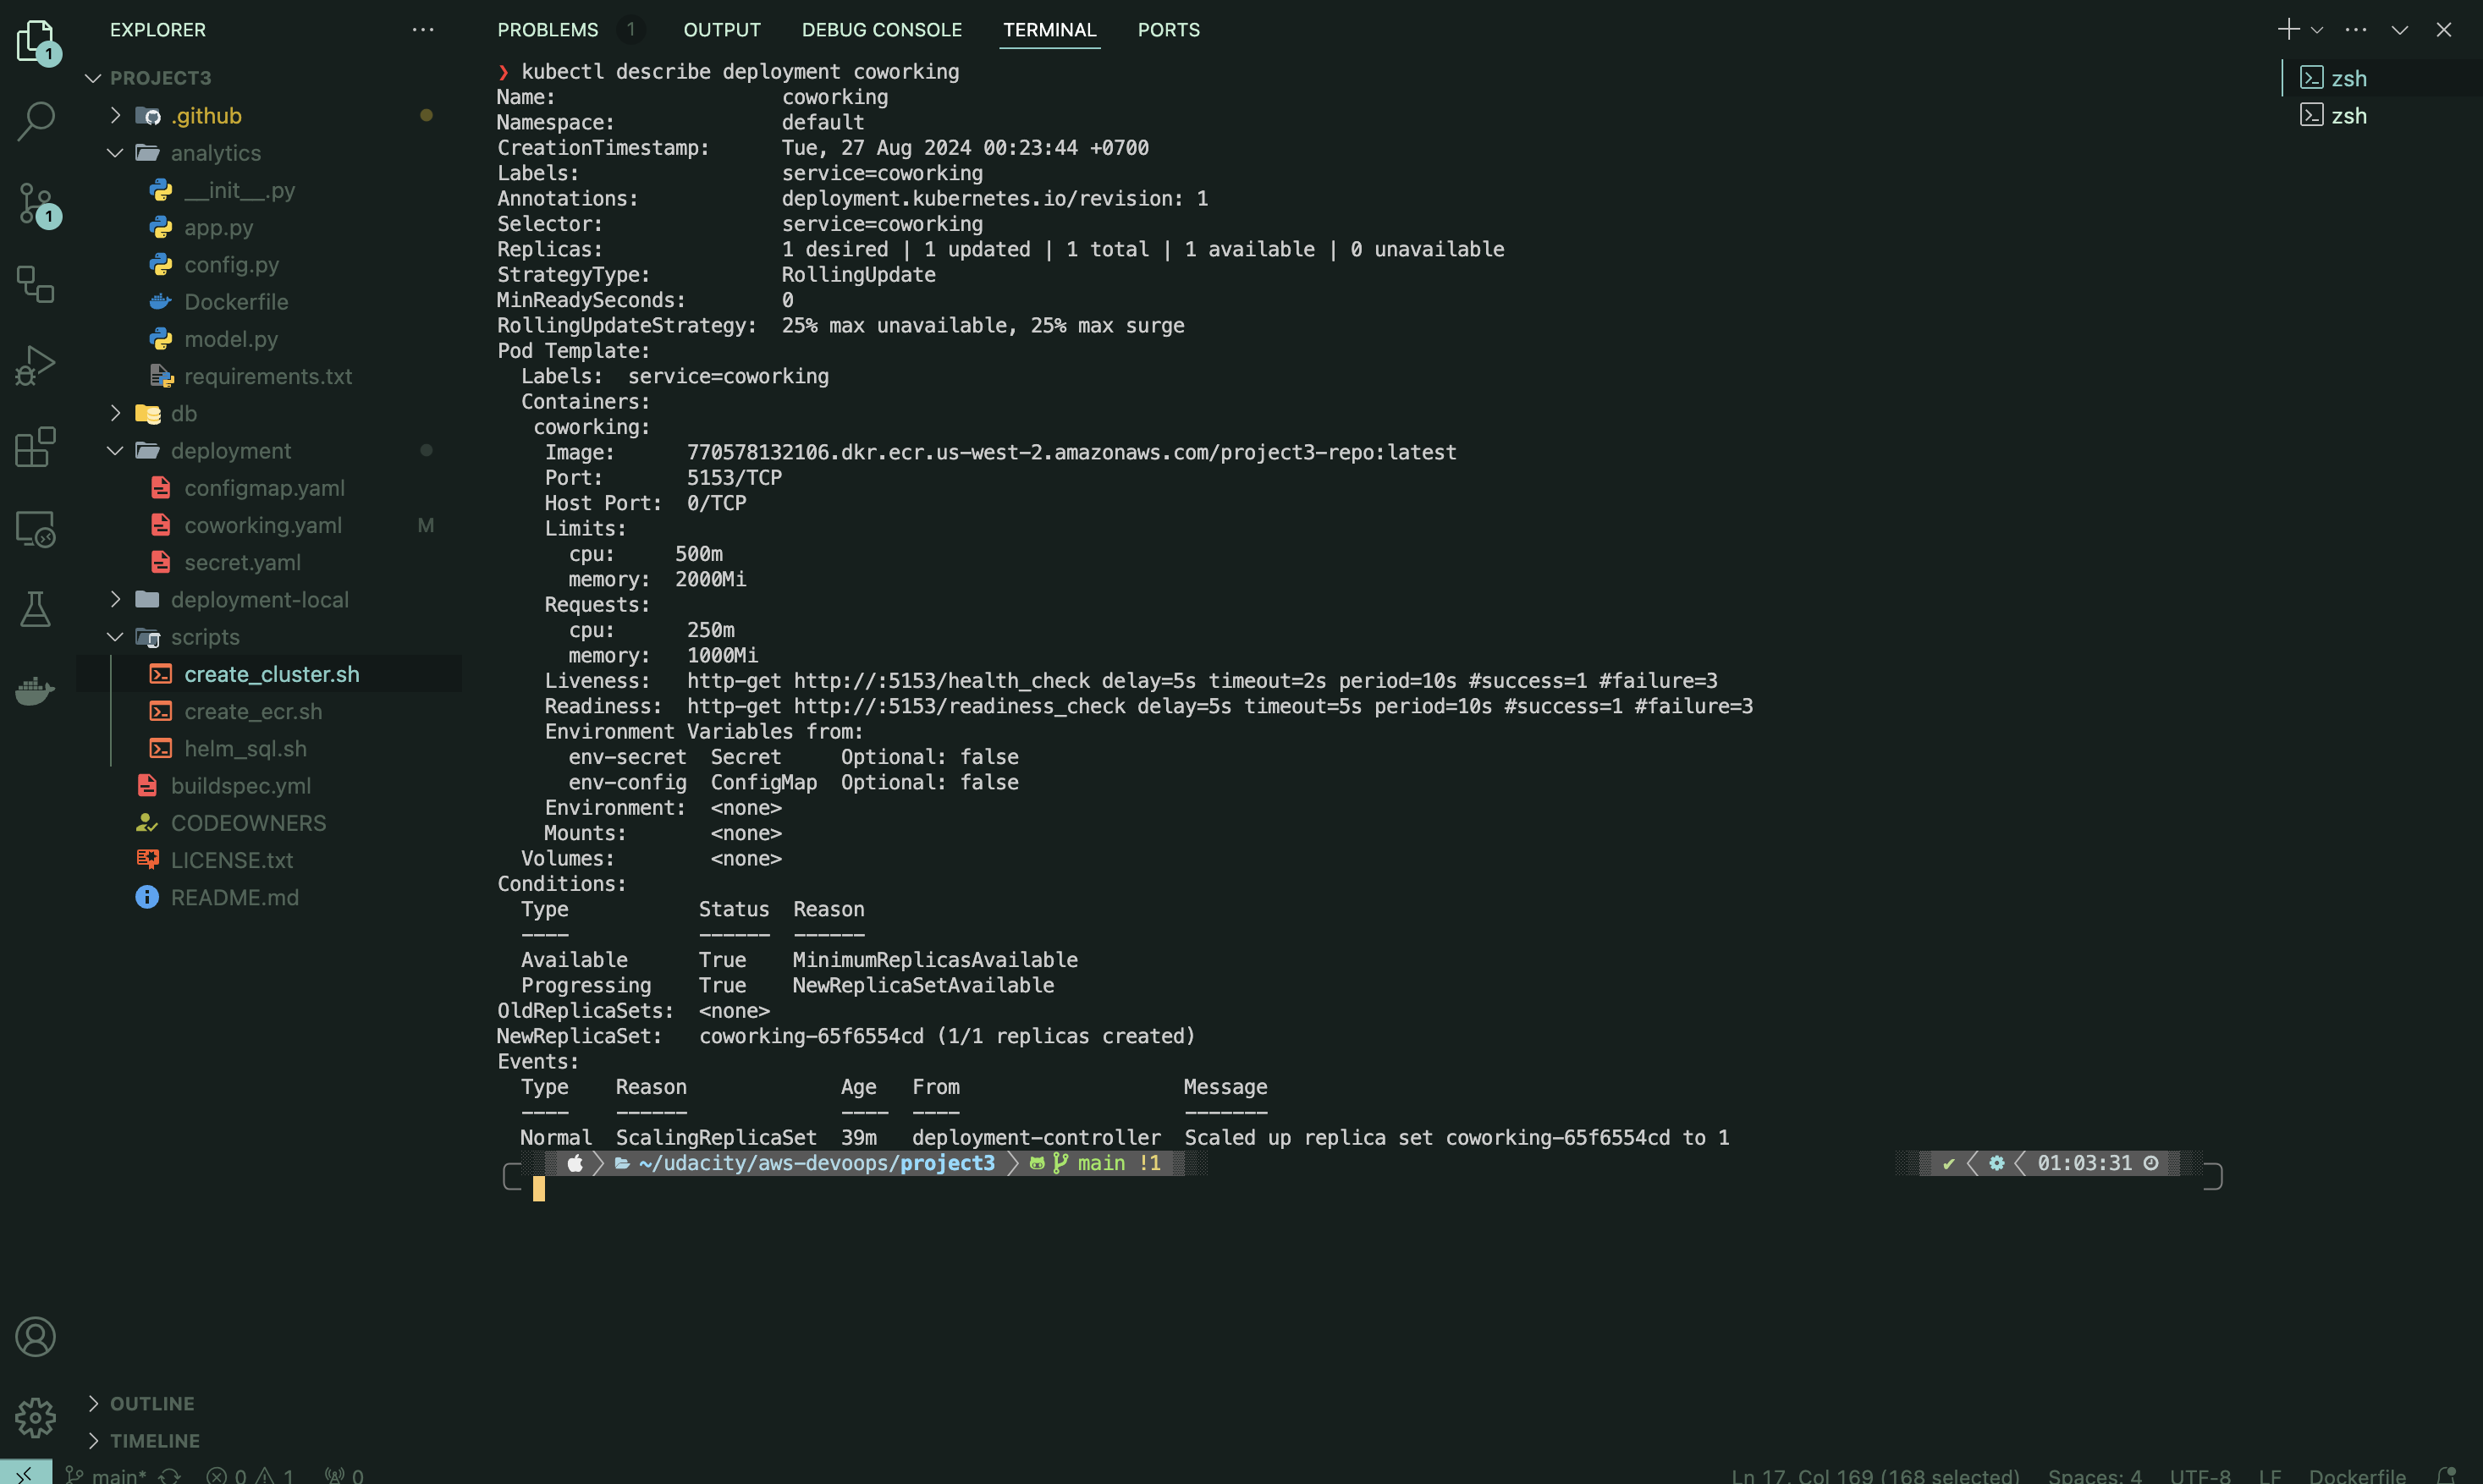 1
1
EXPLORER
PROJECT3
.github
analytics
__init__.py
app.py
config.py
Dockerfile
model.py
requirements.txt
db
deployment
configmap.yaml
coworking.yaml M
secret.yaml
deployment-local
scripts
create_cluster.sh
create_ecr.sh
helm_sql.sh
buildspec.yml
CODEOWNERS
LICENSE.txt
README.md
OUTLINE
TIMELINE
PROBLEMS 1 OUTPUT DEBUG CONSOLE TERMINAL PORTS
zsh
zsh
❯ kubectl describe deployment coworking
Name:                   coworking
Namespace:              default
CreationTimestamp:      Tue, 27 Aug 2024 00:23:44 +0700
Labels:                 service=coworking
Annotations:            deployment.kubernetes.io/revision: 1
Selector:               service=coworking
Replicas:               1 desired | 1 updated | 1 total | 1 available | 0 unavailable
StrategyType:           RollingUpdate
MinReadySeconds:        0
RollingUpdateStrategy:  25% max unavailable, 25% max surge
Pod Template:
  Labels:  service=coworking
  Containers:
   coworking:
    Image:      770578132106.dkr.ecr.us-west-2.amazonaws.com/project3-repo:latest
    Port:       5153/TCP
    Host Port:  0/TCP
    Limits:
      cpu:     500m
      memory:  2000Mi
    Requests:
      cpu:      250m
      memory:   1000Mi
    Liveness:   http-get http://:5153/health_check delay=5s timeout=2s period=10s #success=1 #failure=3
    Readiness:  http-get http://:5153/readiness_check delay=5s timeout=5s period=10s #success=1 #failure=3
    Environment Variables from:
      env-secret  Secret     Optional: false
      env-config  ConfigMap  Optional: false
    Environment:  <none>
    Mounts:       <none>
  Volumes:        <none>
Conditions:
  Type           Status  Reason
  ----           ------  ------
  Available      True    MinimumReplicasAvailable
  Progressing    True    NewReplicaSetAvailable
OldReplicaSets:  <none>
NewReplicaSet:   coworking-65f6554cd (1/1 replicas created)
Events:
  Type    Reason             Age   From                   Message
  ----    ------             ----  ----                   -------
  Normal  ScalingReplicaSet  39m   deployment-controller  Scaled up replica set coworking-65f6554cd to 1
~/udacity/aws-devoops/project3 main !1 ✔ 01:03:31
main* 0 1 0 Ln 17, Col 169 (168 selected) Spaces: 4 UTF-8 LF Dockerfile